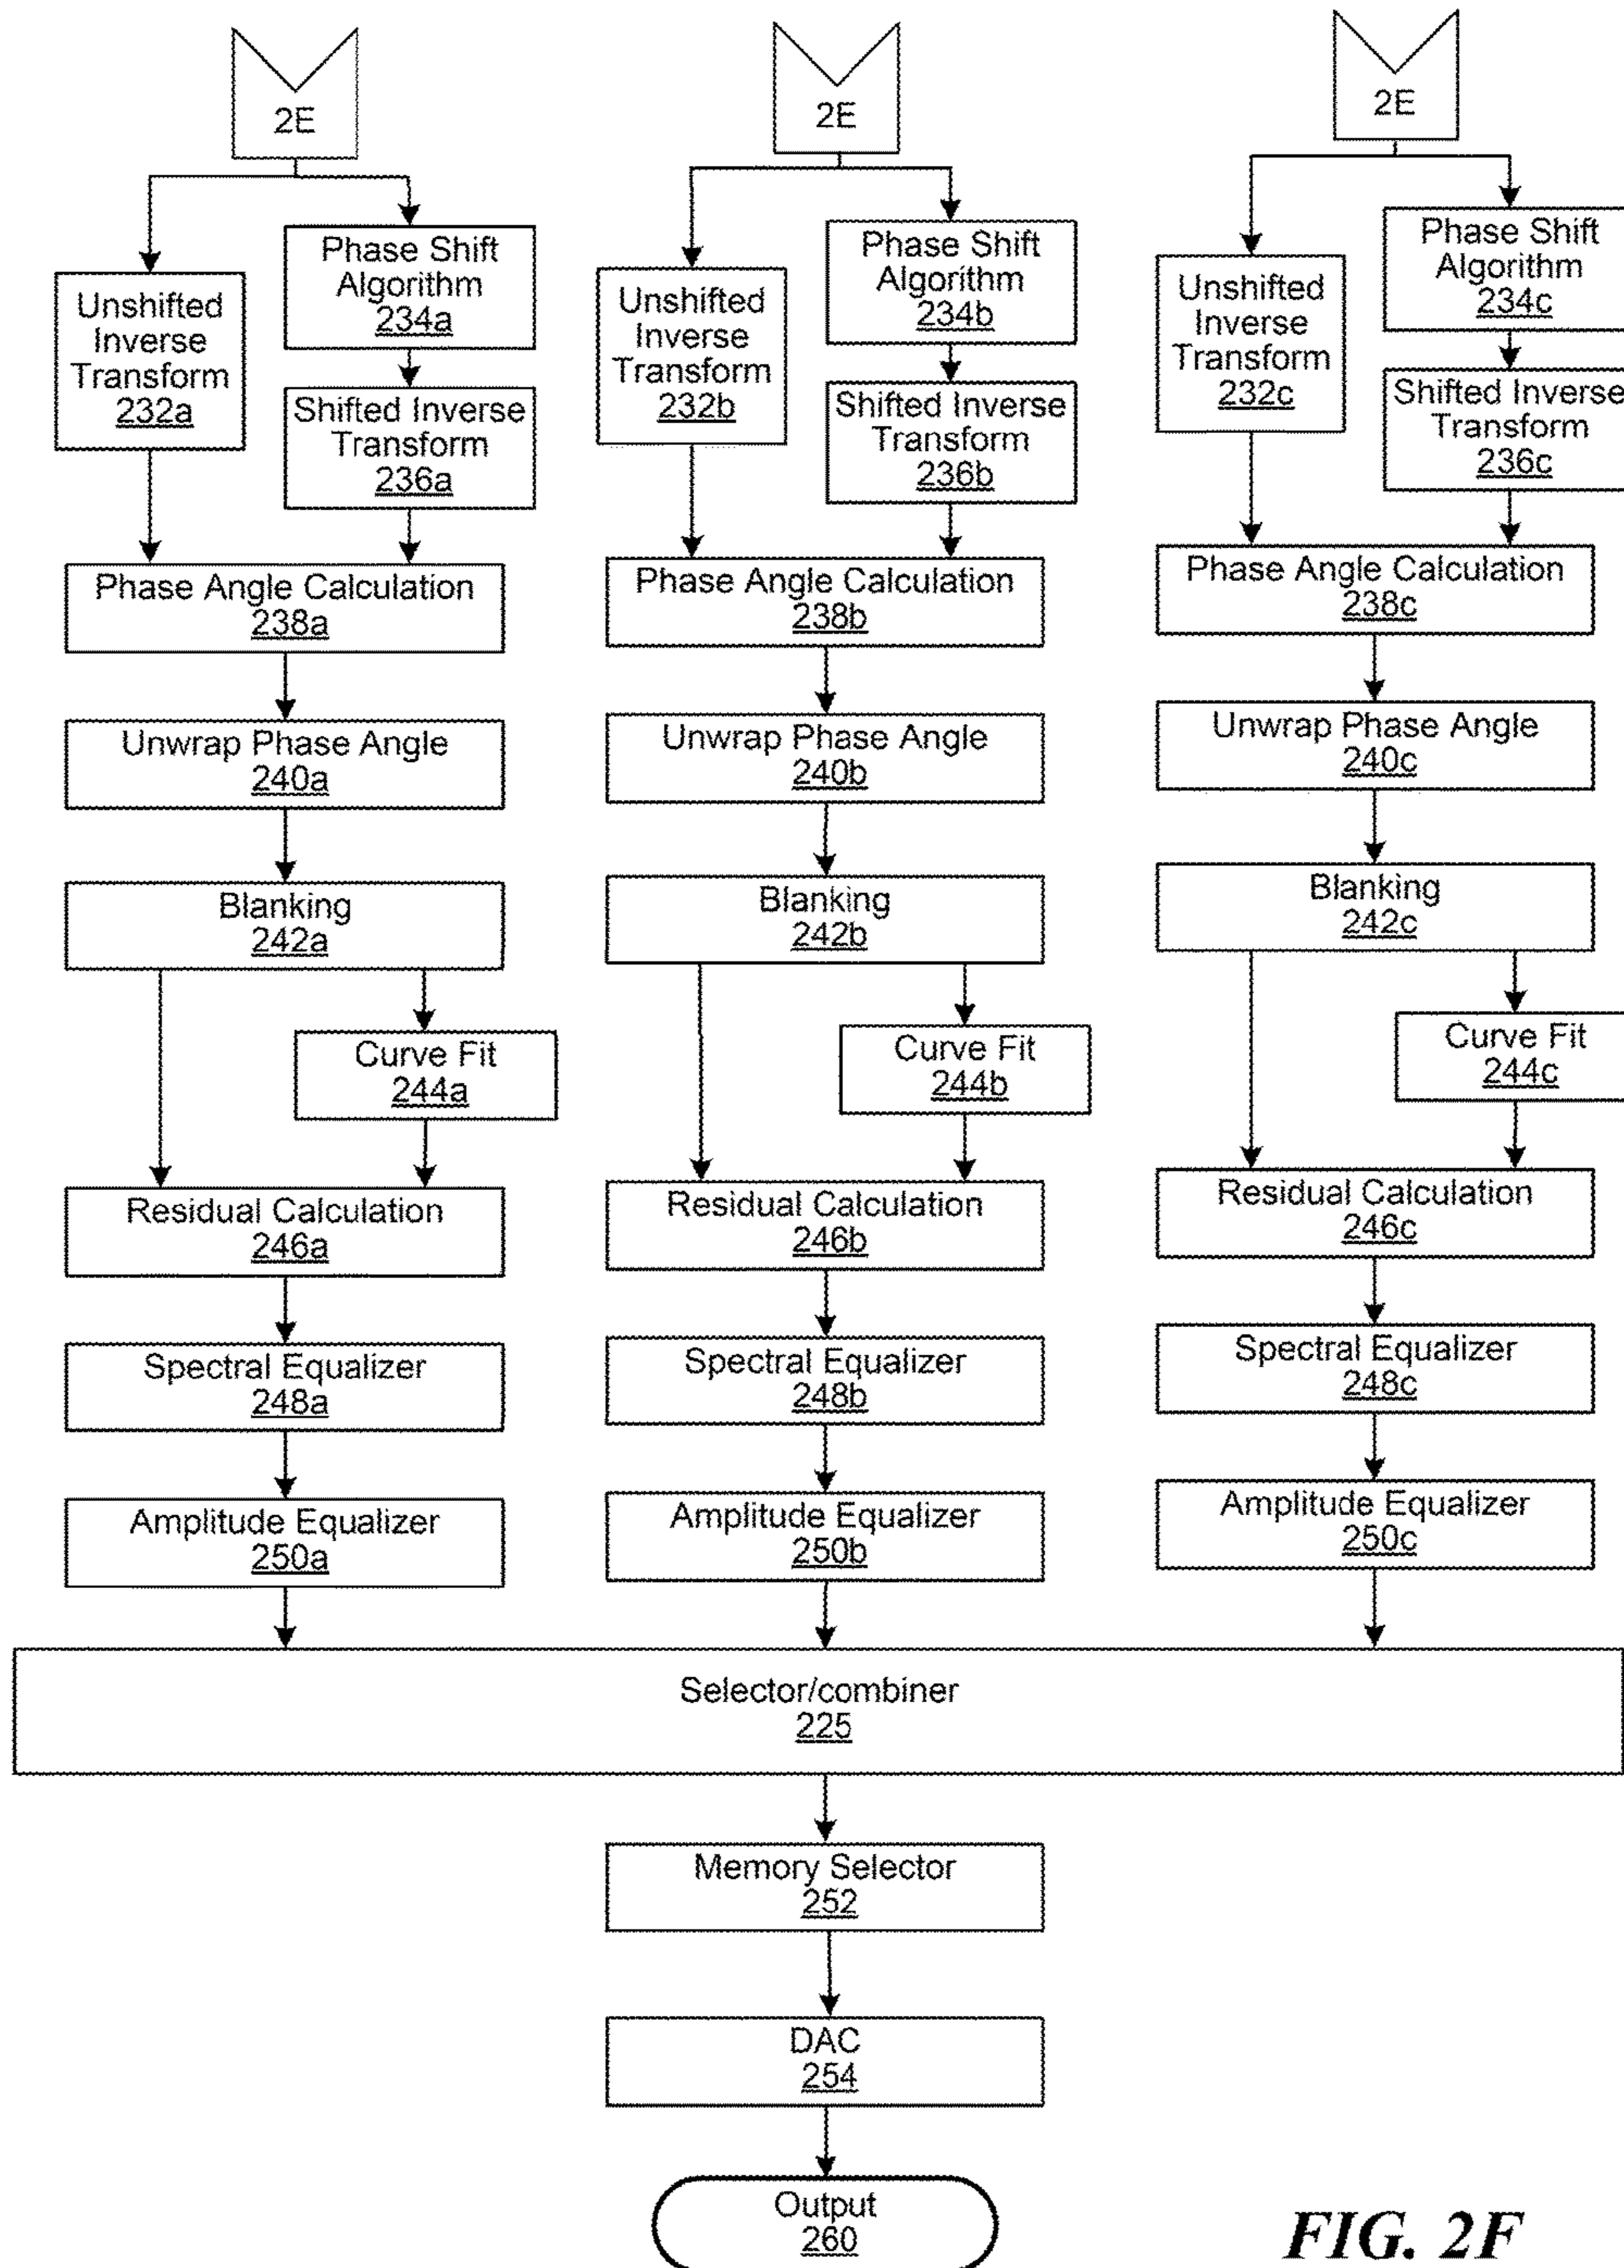 2E
2E
2E
Unshifted
Inverse
Transform
232a
Phase Shift
Algorithm
234a
Shifted Inverse
Transform
236a
Unshifted
Inverse
Transform
232b
Phase Shift
Algorithm
234b
Shifted Inverse
Transform
236b
Unshifted
Inverse
Transform
232c
Phase Shift
Algorithm
234c
Shifted Inverse
Transform
236c
Phase Angle Calculation
238a
Phase Angle Calculation
238b
Phase Angle Calculation
238c
Unwrap Phase Angle
240a
Unwrap Phase Angle
240b
Unwrap Phase Angle
240c
Blanking
242a
Blanking
242b
Blanking
242c
Curve Fit
244a
Curve Fit
244b
Curve Fit
244c
Residual Calculation
246a
Residual Calculation
246b
Residual Calculation
246c
Spectral Equalizer
248a
Spectral Equalizer
248b
Spectral Equalizer
248c
Amplitude Equalizer
250a
Amplitude Equalizer
250b
Amplitude Equalizer
250c
Selector/combiner
225
Memory Selector
252
DAC
254
Output
260
FIG. 2F